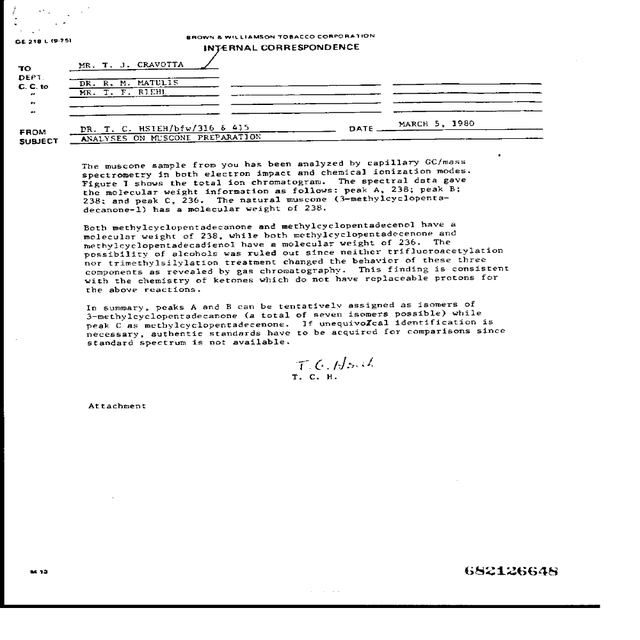 GE 218 L (9-75)
BROWN & WILLIAMSON TOBACCO CORPORATION
INTERNAL CORRESPONDENCE
TO MR. T. J. CRAVOTTA
DEPT.
C. C. to DR. R. M. MATULIS
" MR. T. F. RIEHL
"
"
FROM DR. T. C. HSIEH/bfw/316 & 415 DATE MARCH 5, 1980
SUBJECT ANALYSES ON MUSCONE PREPARATION
The muscone sample from you has been analyzed by capillary GC/mass
spectrometry in both electron impact and chemical ionization modes.
Figure I shows the total ion chromatogram. The spectral data gave
the molecular weight information as follows: peak A, 238; peak B;
238; and peak C, 236. The natural muscone (3-methylcyclopenta-
decanone-1) has a molecular weight of 238.
Both methylcyclopentadecanone and methylcyclopentadecenol have a
molecular weight of 238, while both methylcyclopentadecenone and
methylcyclopentadecadienol have a molecular weight of 236. The
possibility of alcohols was ruled out since neither trifluoroacetylation
nor trimethylsilylation treatment changed the behavior of these three
components as revealed by gas chromatography. This finding is consistent
with the chemistry of ketones which do not have replaceable protons for
the above reactions.
In summary, peaks A and B can be tentatively assigned as isomers of
3-methylcyclopentadecanone (a total of seven isomers possible) while
peak C as methylcyclopentadecenone. If unequivocal identification is
necessary, authentic standards have to be acquired for comparisons since
standard spectrum is not available.
T. C. Hsieh
T. C. H.
Attachment
M 13
682126648